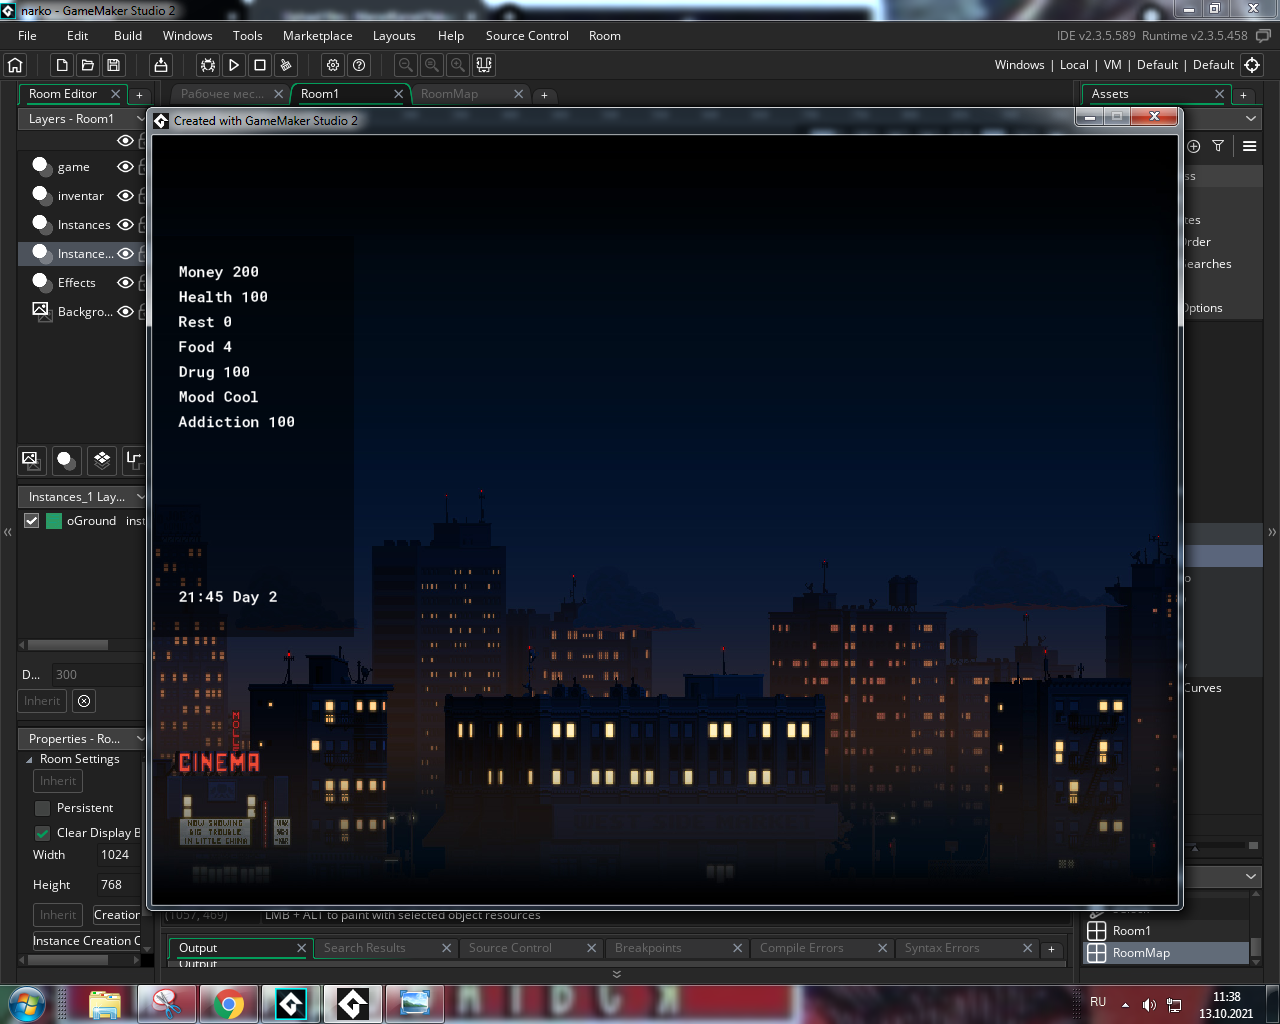 narko - GameMaker Studio 2
File Edit Build Windows Tools Marketplace Layouts Help Source Control Room
IDE v2.3.5.589 Runtime v2.3.5.458
Windows | Local | VM | Default | Default
Room Editor
Рабочее мес...
Room1
RoomMap
Assets
Layers - Room1
Created with GameMaker Studio 2
game
inventar
Instances
Instance...
Effects
Backgro...
Order
Searches
Options
Curves
Money 200
Health 100
Rest 0
Food 4
Drug 100
Mood Cool
Addiction 100
21:45 Day 2
Instances_1 Lay...
oGround inst
D... 300
Inherit
Properties - Ro...
Room Settings
Inherit
Persistent
Clear Display B
Width 1024
Height 768
Inherit Creation
Instance Creation C
CINEMA
NOW SHOWING
BIG TROUBLE
IN LITTLE CHINA
(1057, 469) LMB + ALT to paint with selected object resources
Output Search Results Source Control Breakpoints Compile Errors Syntax Errors
Output
Room1
RoomMap
RU
11:38
13.10.2021